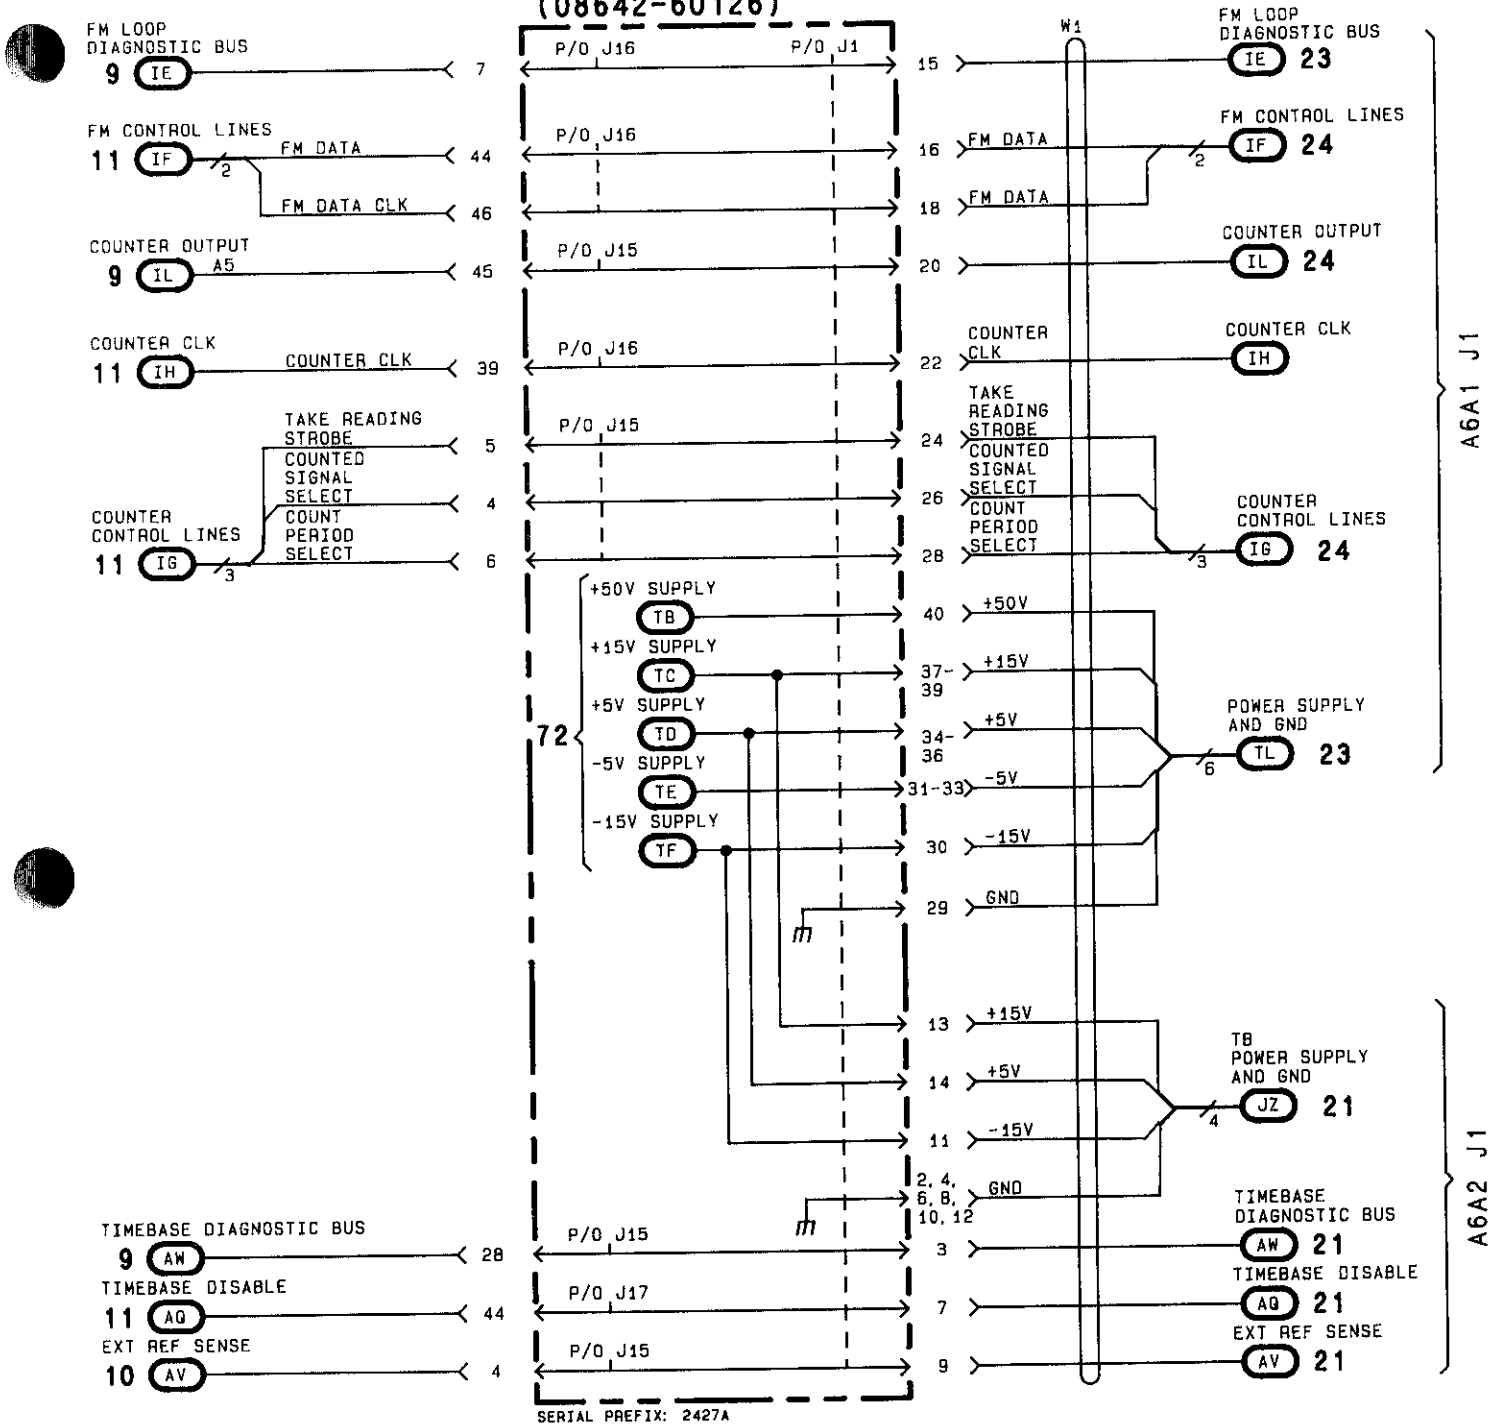 (08642-60126)
FM LOOP
DIAGNOSTIC BUS
9 IE
7
P/O J16
P/O J1
15
W1
FM LOOP
DIAGNOSTIC BUS
IE 23
FM CONTROL LINES
11 IF
2
FM DATA
44
P/O J16
16
FM DATA
2
FM CONTROL LINES
IF 24
FM DATA CLK
46
18
FM DATA
COUNTER OUTPUT
9 IL
A5
45
P/O J15
20
COUNTER OUTPUT
IL 24
COUNTER CLK
11 IH
COUNTER CLK
39
P/O J16
22
COUNTER
CLK
COUNTER CLK
IH
A6A1 J1
TAKE READING
STROBE
5
P/O J15
24
TAKE
READING
STROBE
COUNTED
SIGNAL
SELECT
4
26
COUNTED
SIGNAL
SELECT
COUNT
PERIOD
SELECT
6
28
COUNT
PERIOD
SELECT
COUNTER
CONTROL LINES
11 IG
3
3
COUNTER
CONTROL LINES
IG 24
72
+50V SUPPLY
TB
40
+50V
+15V SUPPLY
TC
37-
39
+15V
+5V SUPPLY
TD
34-
36
+5V
-5V SUPPLY
TE
31-33
-5V
-15V SUPPLY
TF
30
-15V
29
GND
6
POWER SUPPLY
AND GND
TL 23
13
+15V
14
+5V
11
-15V
2, 4,
6, 8,
10, 12
GND
4
TB
POWER SUPPLY
AND GND
JZ 21
A6A2 J1
TIMEBASE DIAGNOSTIC BUS
9 AW
28
P/O J15
3
TIMEBASE
DIAGNOSTIC BUS
AW 21
TIMEBASE DISABLE
11 AQ
44
P/O J17
7
TIMEBASE DISABLE
AQ 21
EXT REF SENSE
10 AV
4
P/O J15
9
EXT REF SENSE
AV 21
SERIAL PREFIX: 2427A